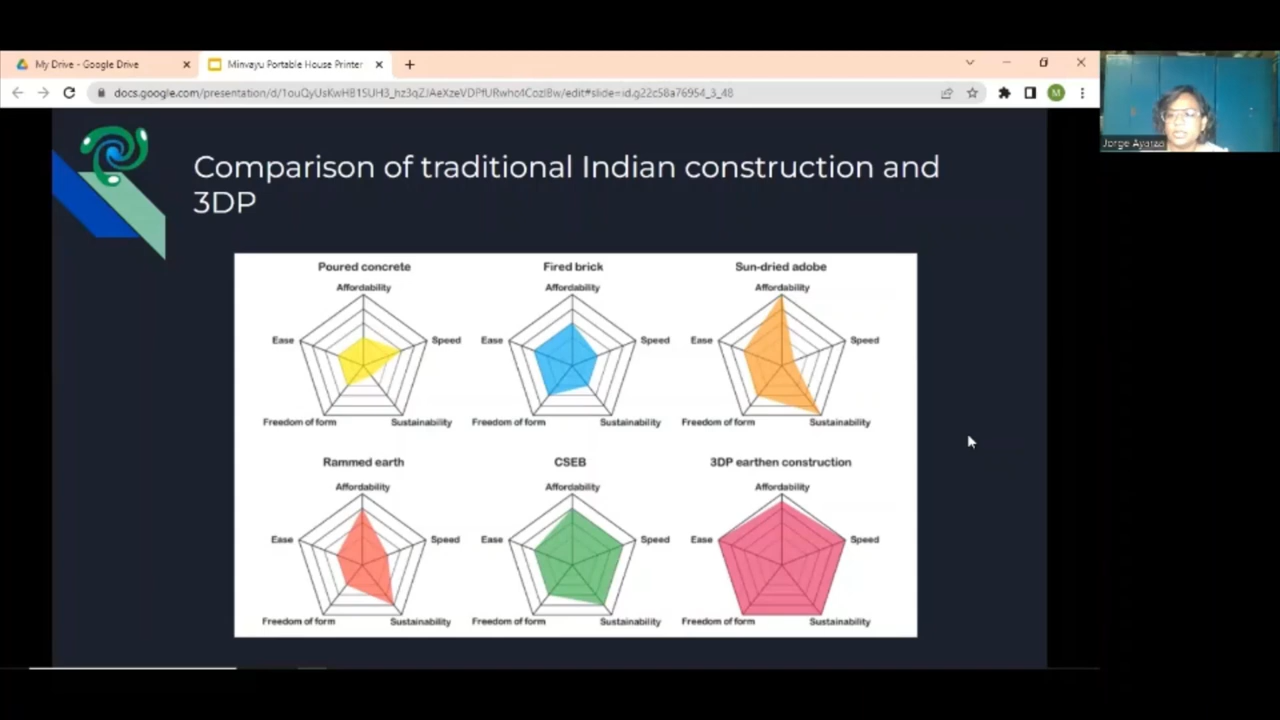 My Drive - Google Drive
Minvayu Portable House Printer
docs.google.com/presentation/d/1ouQyUsKwHB1SUH3_hz3qZJAeXzeVDPfURwho4CozIBw/edit#slide=id.g22c58a76954_3_48
M
Jorge Ayarza
Comparison of traditional Indian construction and
3DP
Poured concrete
Affordability
Ease
Speed
Freedom of form
Sustainability
Fired brick
Affordability
Ease
Speed
Freedom of form
Sustainability
Sun-dried adobe
Affordability
Ease
Speed
Freedom of form
Sustainability
Rammed earth
Affordability
Ease
Speed
Freedom of form
Sustainability
CSEB
Affordability
Ease
Speed
Freedom of form
Sustainability
3DP earthen construction
Affordability
Ease
Speed
Freedom of form
Sustainability